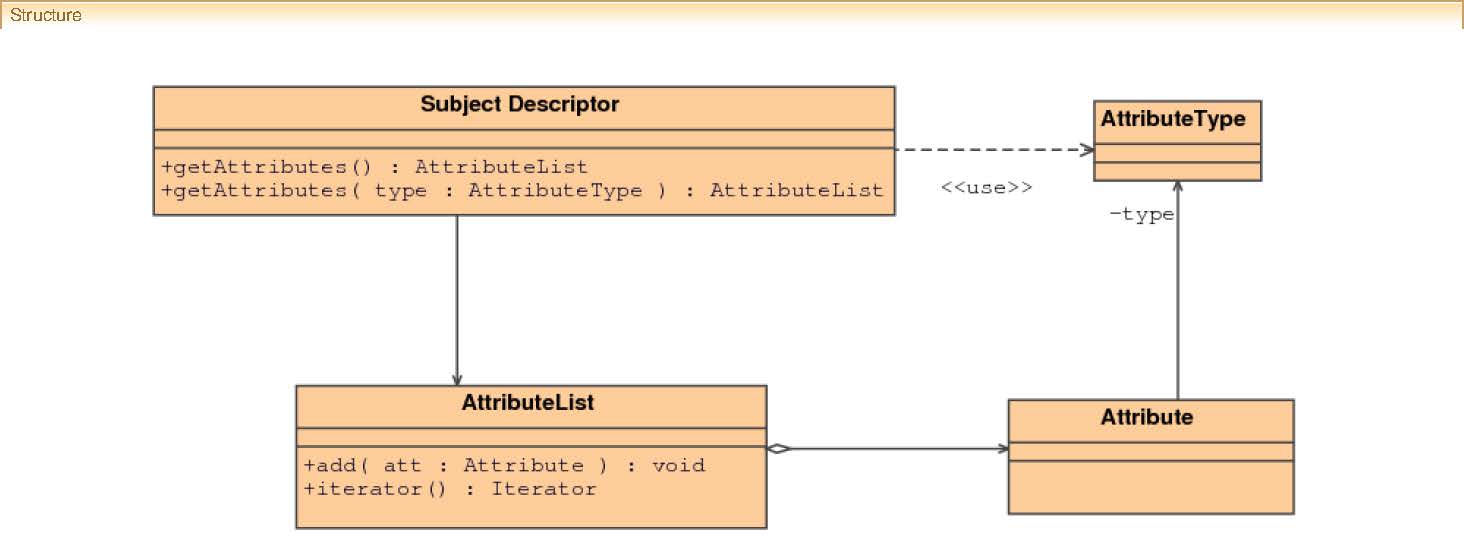 Structure
Subject Descriptor
+getAttributes() : AttributeList
+getAttributes( type : AttributeType ) : AttributeList
AttributeType
<<use>>
-type
AttributeList
+add( att : Attribute ) : void
+iterator() : Iterator
Attribute